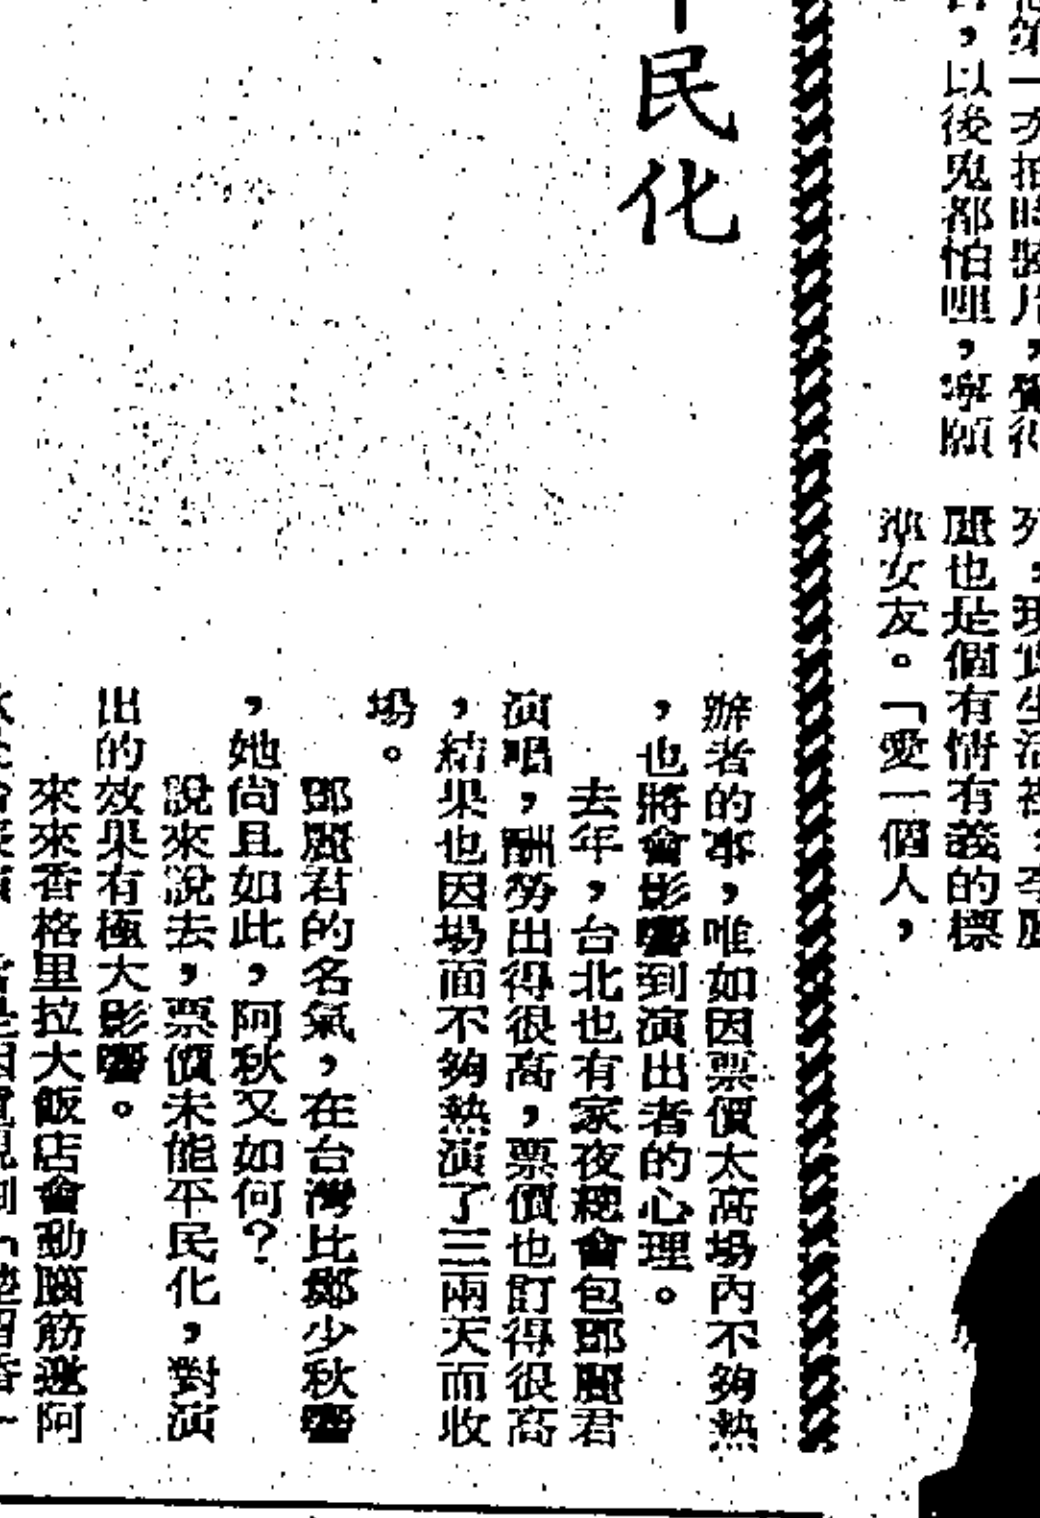 民化
，以後鬼都怕哩，寧願
麗也是個有情有義的標
準女友。「愛一個人，
辦者的事，唯如因票價太高場內不夠熱
，也將會影響到演出者的心理。
去年，台北也有家夜總會包鄧麗君
演唱，酬勞出得很高，票價也訂得很高
，結果也因場面不夠熱演了三兩天而收
場。
鄧麗君的名氣，在台灣比鄭少秋響
，她尚且如此，阿秋又如何？
說來說去，票價未能平民化，對演
出的效果有極大影響。
來來香格里拉大飯店會動腦筋邀阿